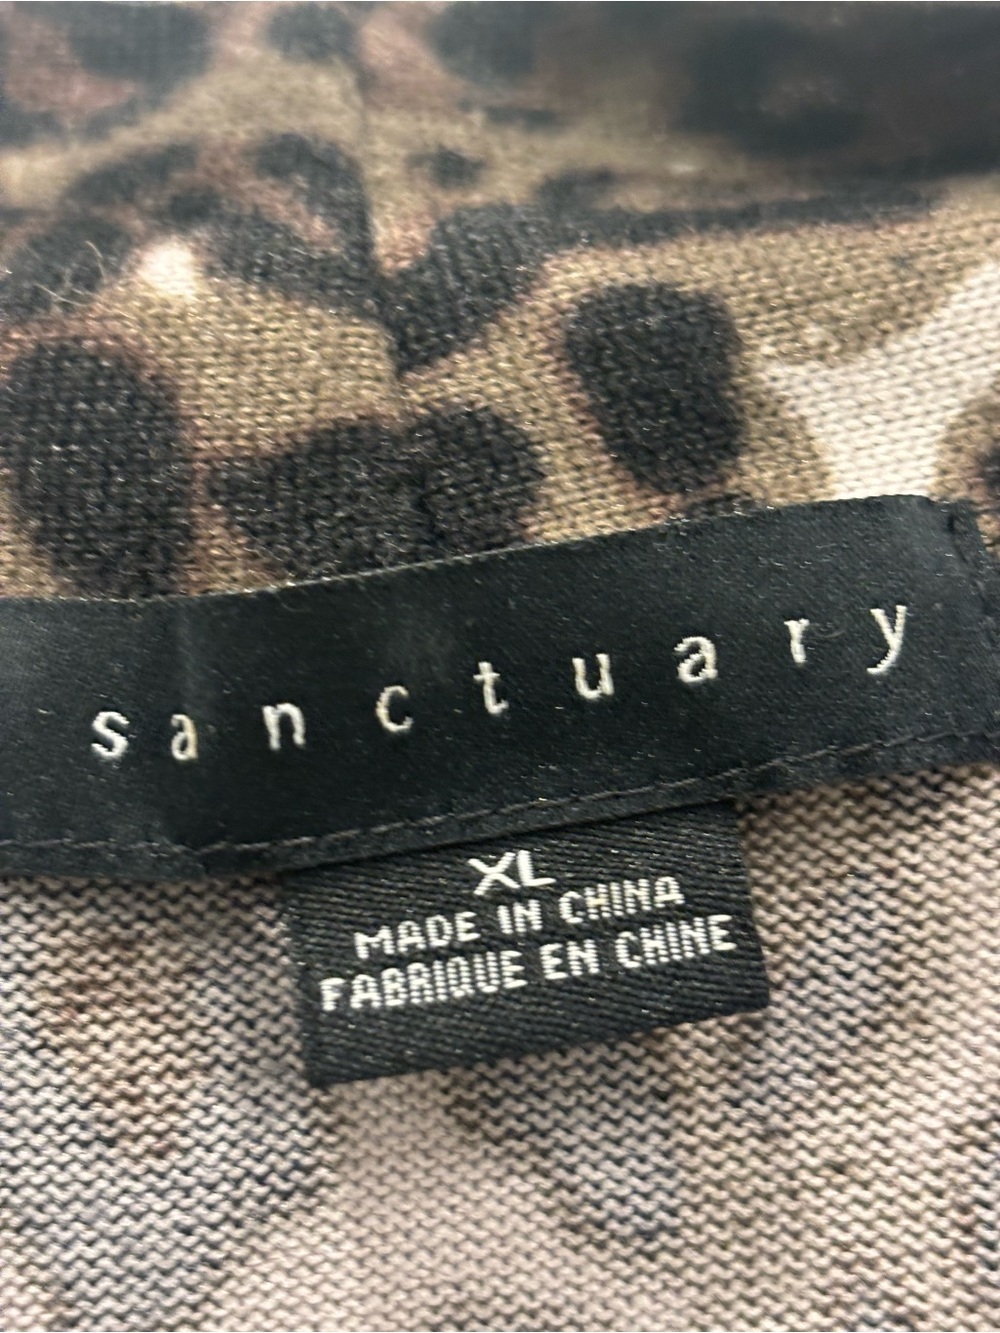 sanctuary
XL
MADE IN CHINA
FABRIQUE EN CHINE